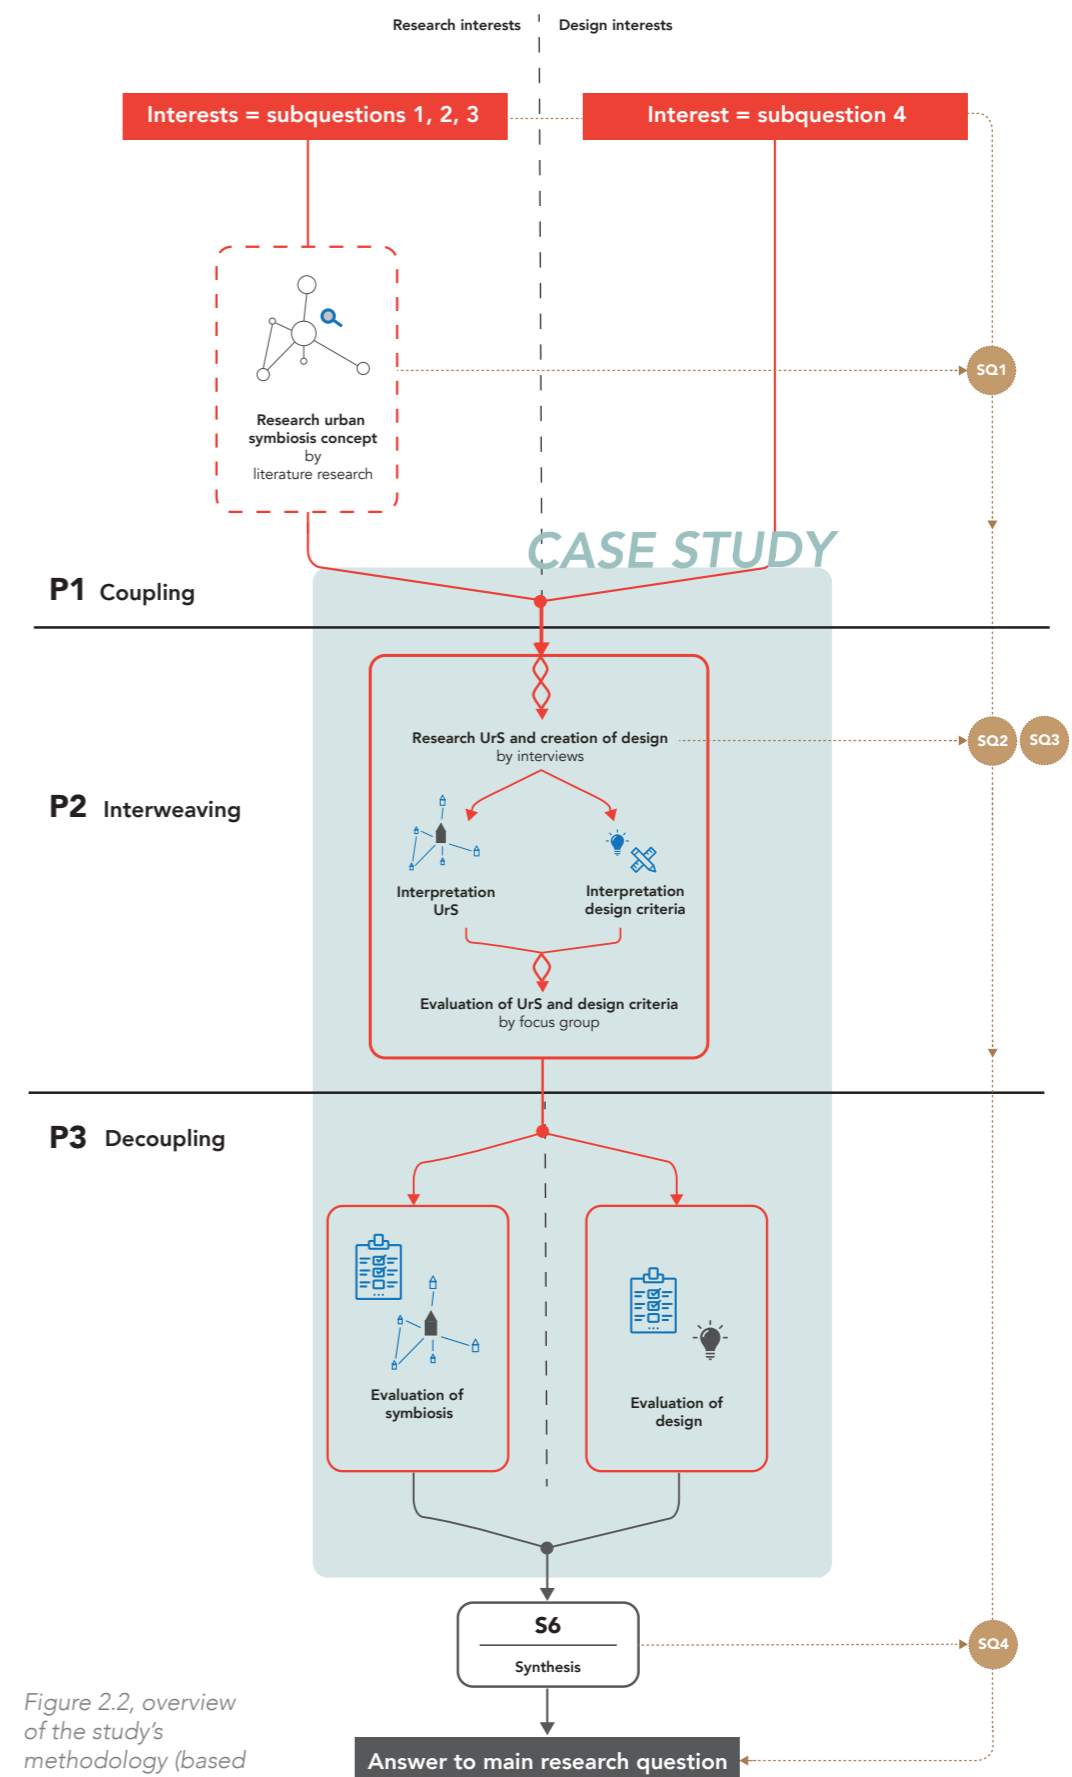 Research interests
Design interests
Interests = subquestions 1, 2, 3
Interest = subquestion 4
SQ1
Research urban
symbiosis concept
by
literature research
CASE STUDY
P1 Coupling
Research UrS and creation of design
by interviews
SQ2
SQ3
P2 Interweaving
Interpretation
UrS
Interpretation
design criteria
Evaluation of UrS and design criteria
by focus group
P3 Decoupling
Evaluation of
symbiosis
Evaluation of
design
S6
Synthesis
SQ4
Figure 2.2, overview
of the study's
methodology (based
Answer to main research question